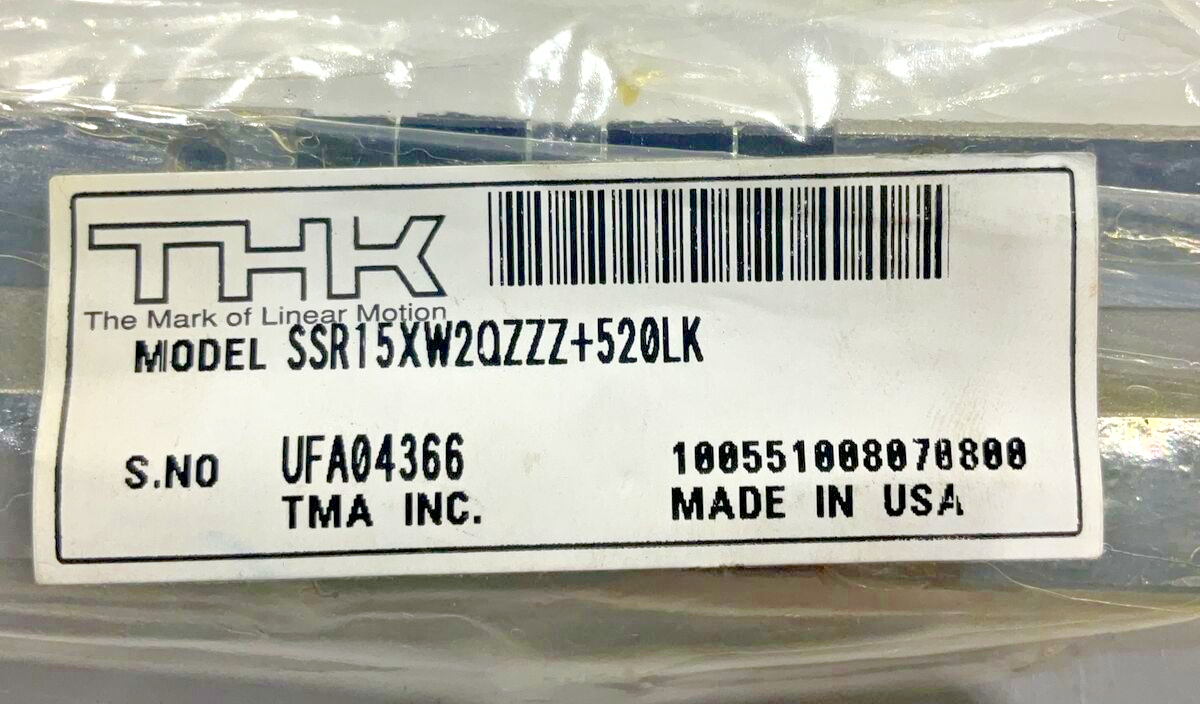 THK
The Mark of Linear Motion
MODEL SSR15XW2QZZZ+520LK
S.NO UFA04366 100551008070800
TMA INC. MADE IN USA